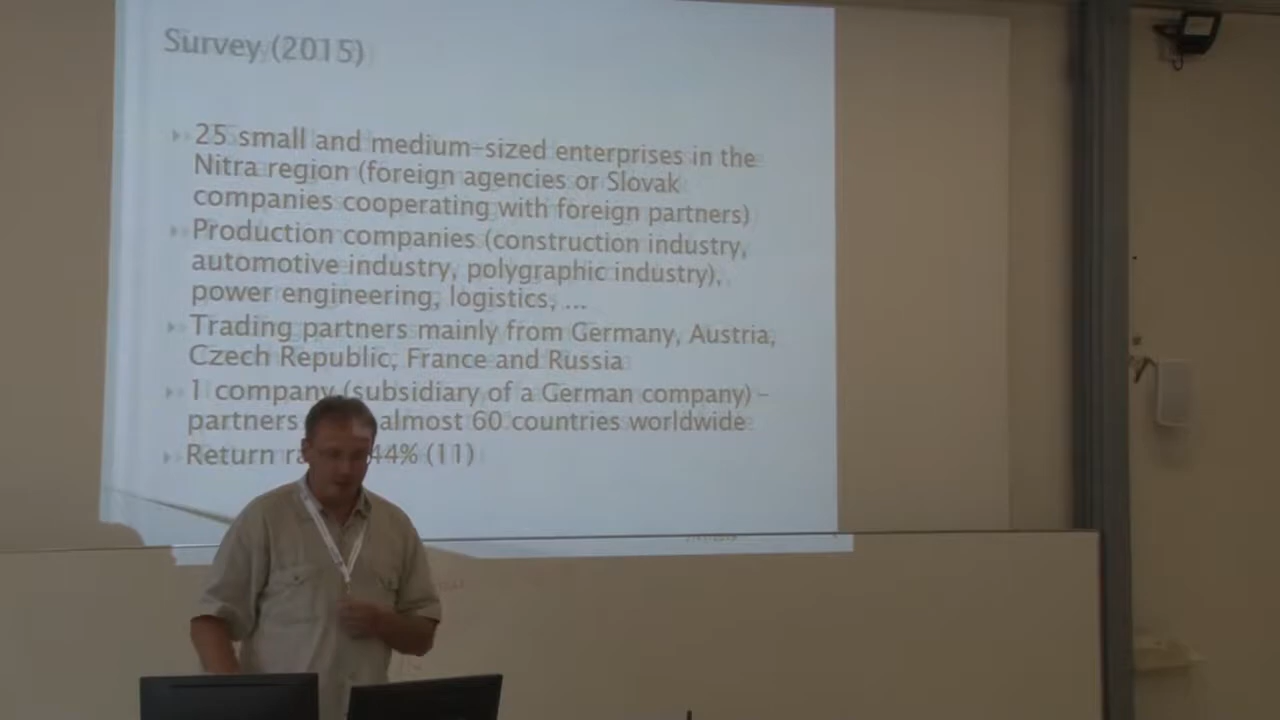 Survey (2015)
25 small and medium-sized enterprises in the
Nitra region (foreign agencies or Slovak
companies cooperating with foreign partners)
Production companies (construction industry,
automotive industry, polygraphic industry),
power engineering, logistics, ...
Trading partners mainly from Germany, Austria,
Czech Republic, France and Russia
1 company (subsidiary of a German company) –
partners almost 60 countries worldwide
Return 44% (11)